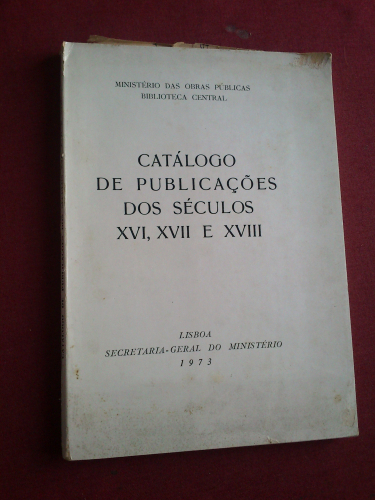 MINISTÉRIO DAS OBRAS PÚBLICAS
BIBLIOTECA CENTRAL
CATÁLOGO
DE PUBLICAÇÕES
DOS SÉCULOS
XVI, XVII E XVIII
LISBOA
SECRETARIA-GERAL DO MINISTÉRIO
1973